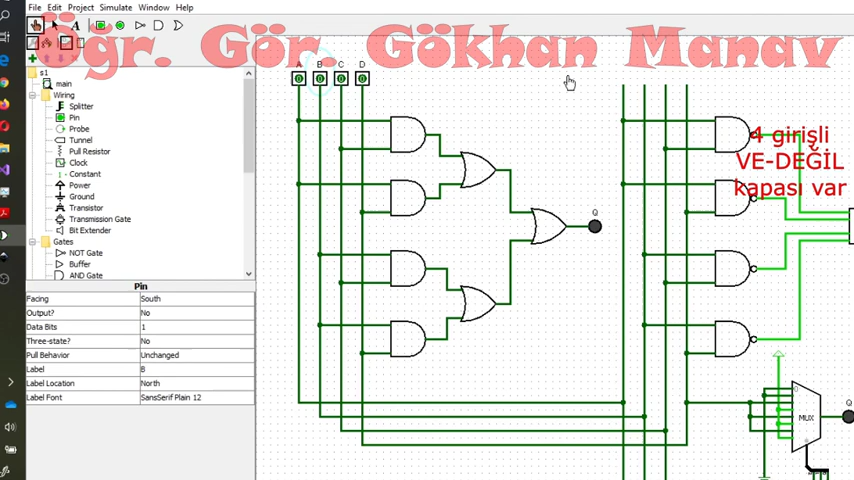 File Edit Project Simulate Window Help
A
Öğr. Gör. Gökhan Manav
s1
main
Wiring
Splitter
Pin
Probe
Tunnel
Pull Resistor
Clock
Constant
Power
Ground
Transistor
Transmission Gate
Bit Extender
Gates
NOT Gate
Buffer
AND Gate
Pin
Facing South
Output? No
Data Bits 1
Three-state? No
Pull Behavior Unchanged
Label B
Label Location North
Label Font SansSerif Plain 12
A B C D
0 0 0 0
Q
4 girişli
VE-DEĞİL
kapası var
MUX
Q